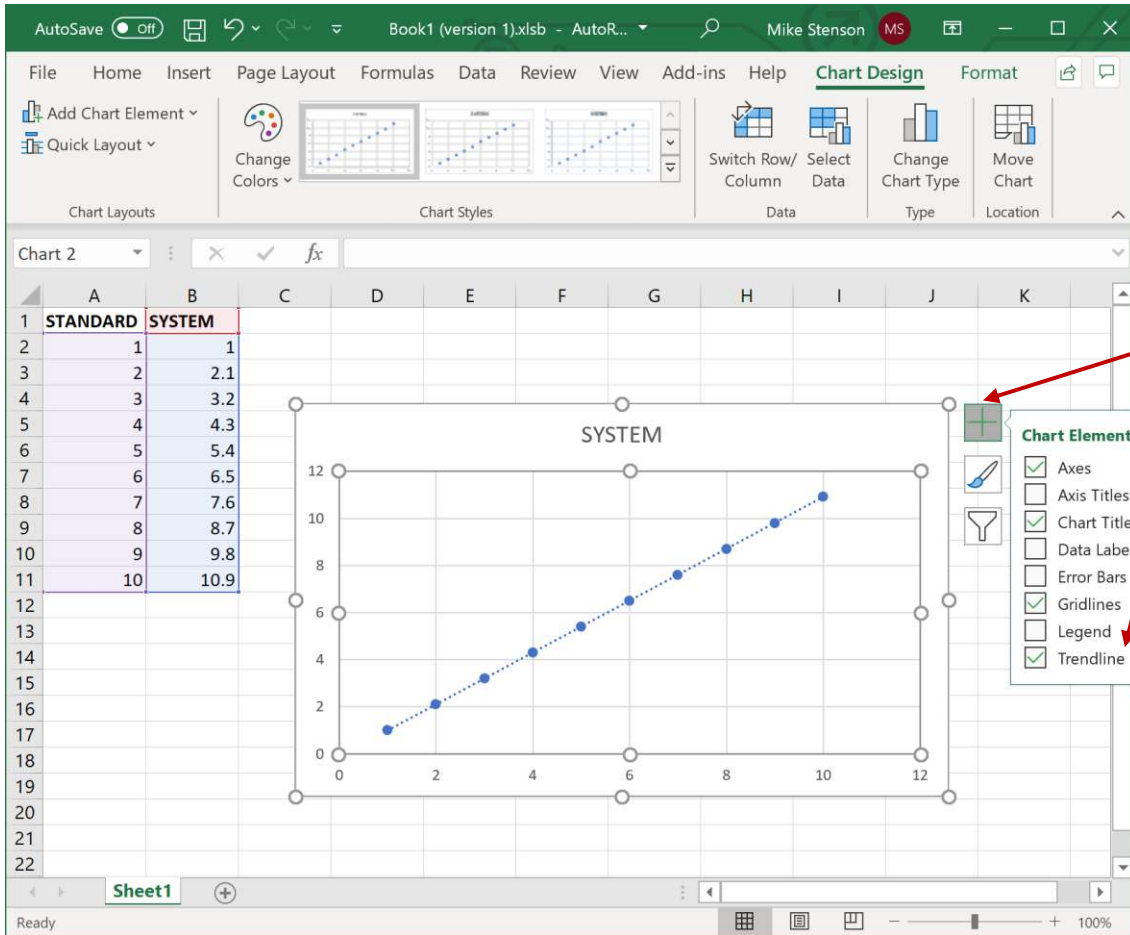 AutoSave Off Book1 (version 1).xlsb - AutoR... Mike Stenson MS
File Home Insert Page Layout Formulas Data Review View Add-ins Help Chart Design Format
Add Chart Element
Quick Layout
Change Colors
Switch Row/ Column
Select Data
Change Chart Type
Move Chart
Chart Layouts Chart Styles Data Type Location
Chart 2 fx
A B C D E F G H I J K
1 STANDARD SYSTEM
2 1 1
3 2 2.1
4 3 3.2
5 4 4.3
6 5 5.4
7 6 6.5
8 7 7.6
9 8 8.7
10 9 9.8
11 10 10.9
12
13
14
15
16
17
18
19
20
21
22
SYSTEM
12
10
8
6
4
2
0
0 2 4 6 8 10 12
Chart Element
Axes
Axis Titles
Chart Title
Data Labe
Error Bars
Gridlines
Legend
Trendline
Sheet1
Ready 100%